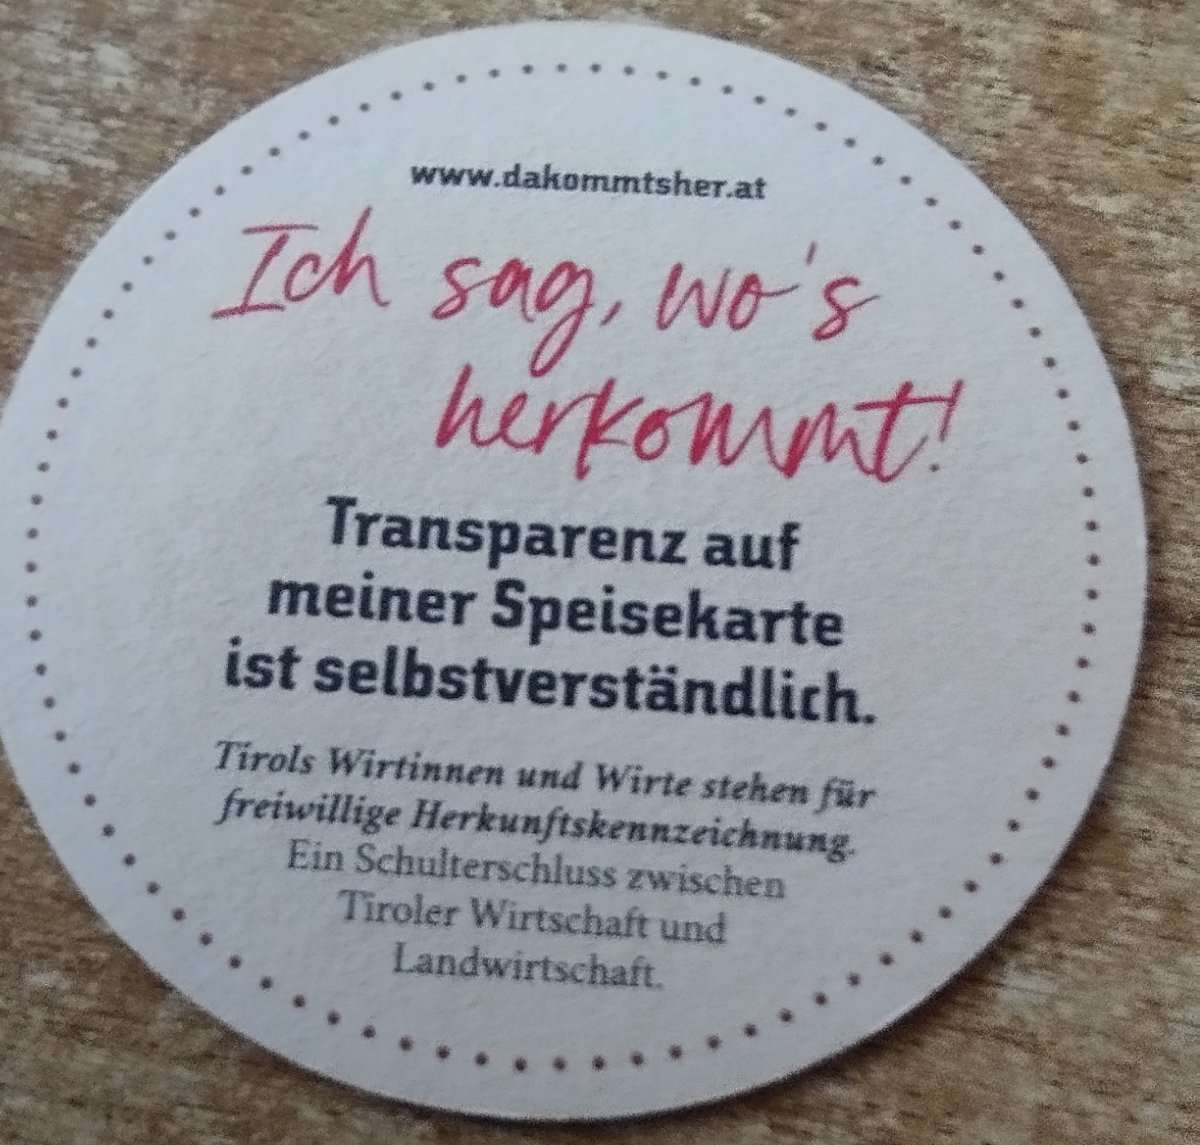 www.dakommtsher.at
Ich sag, wo's
herkommt!
Transparenz auf
meiner Speisekarte
ist selbstverständlich.
Tirols Wirtinnen und Wirte stehen für
freiwillige Herkunftskennzeichnung.
Ein Schulterschluss zwischen
Tiroler Wirtschaft und
Landwirtschaft.